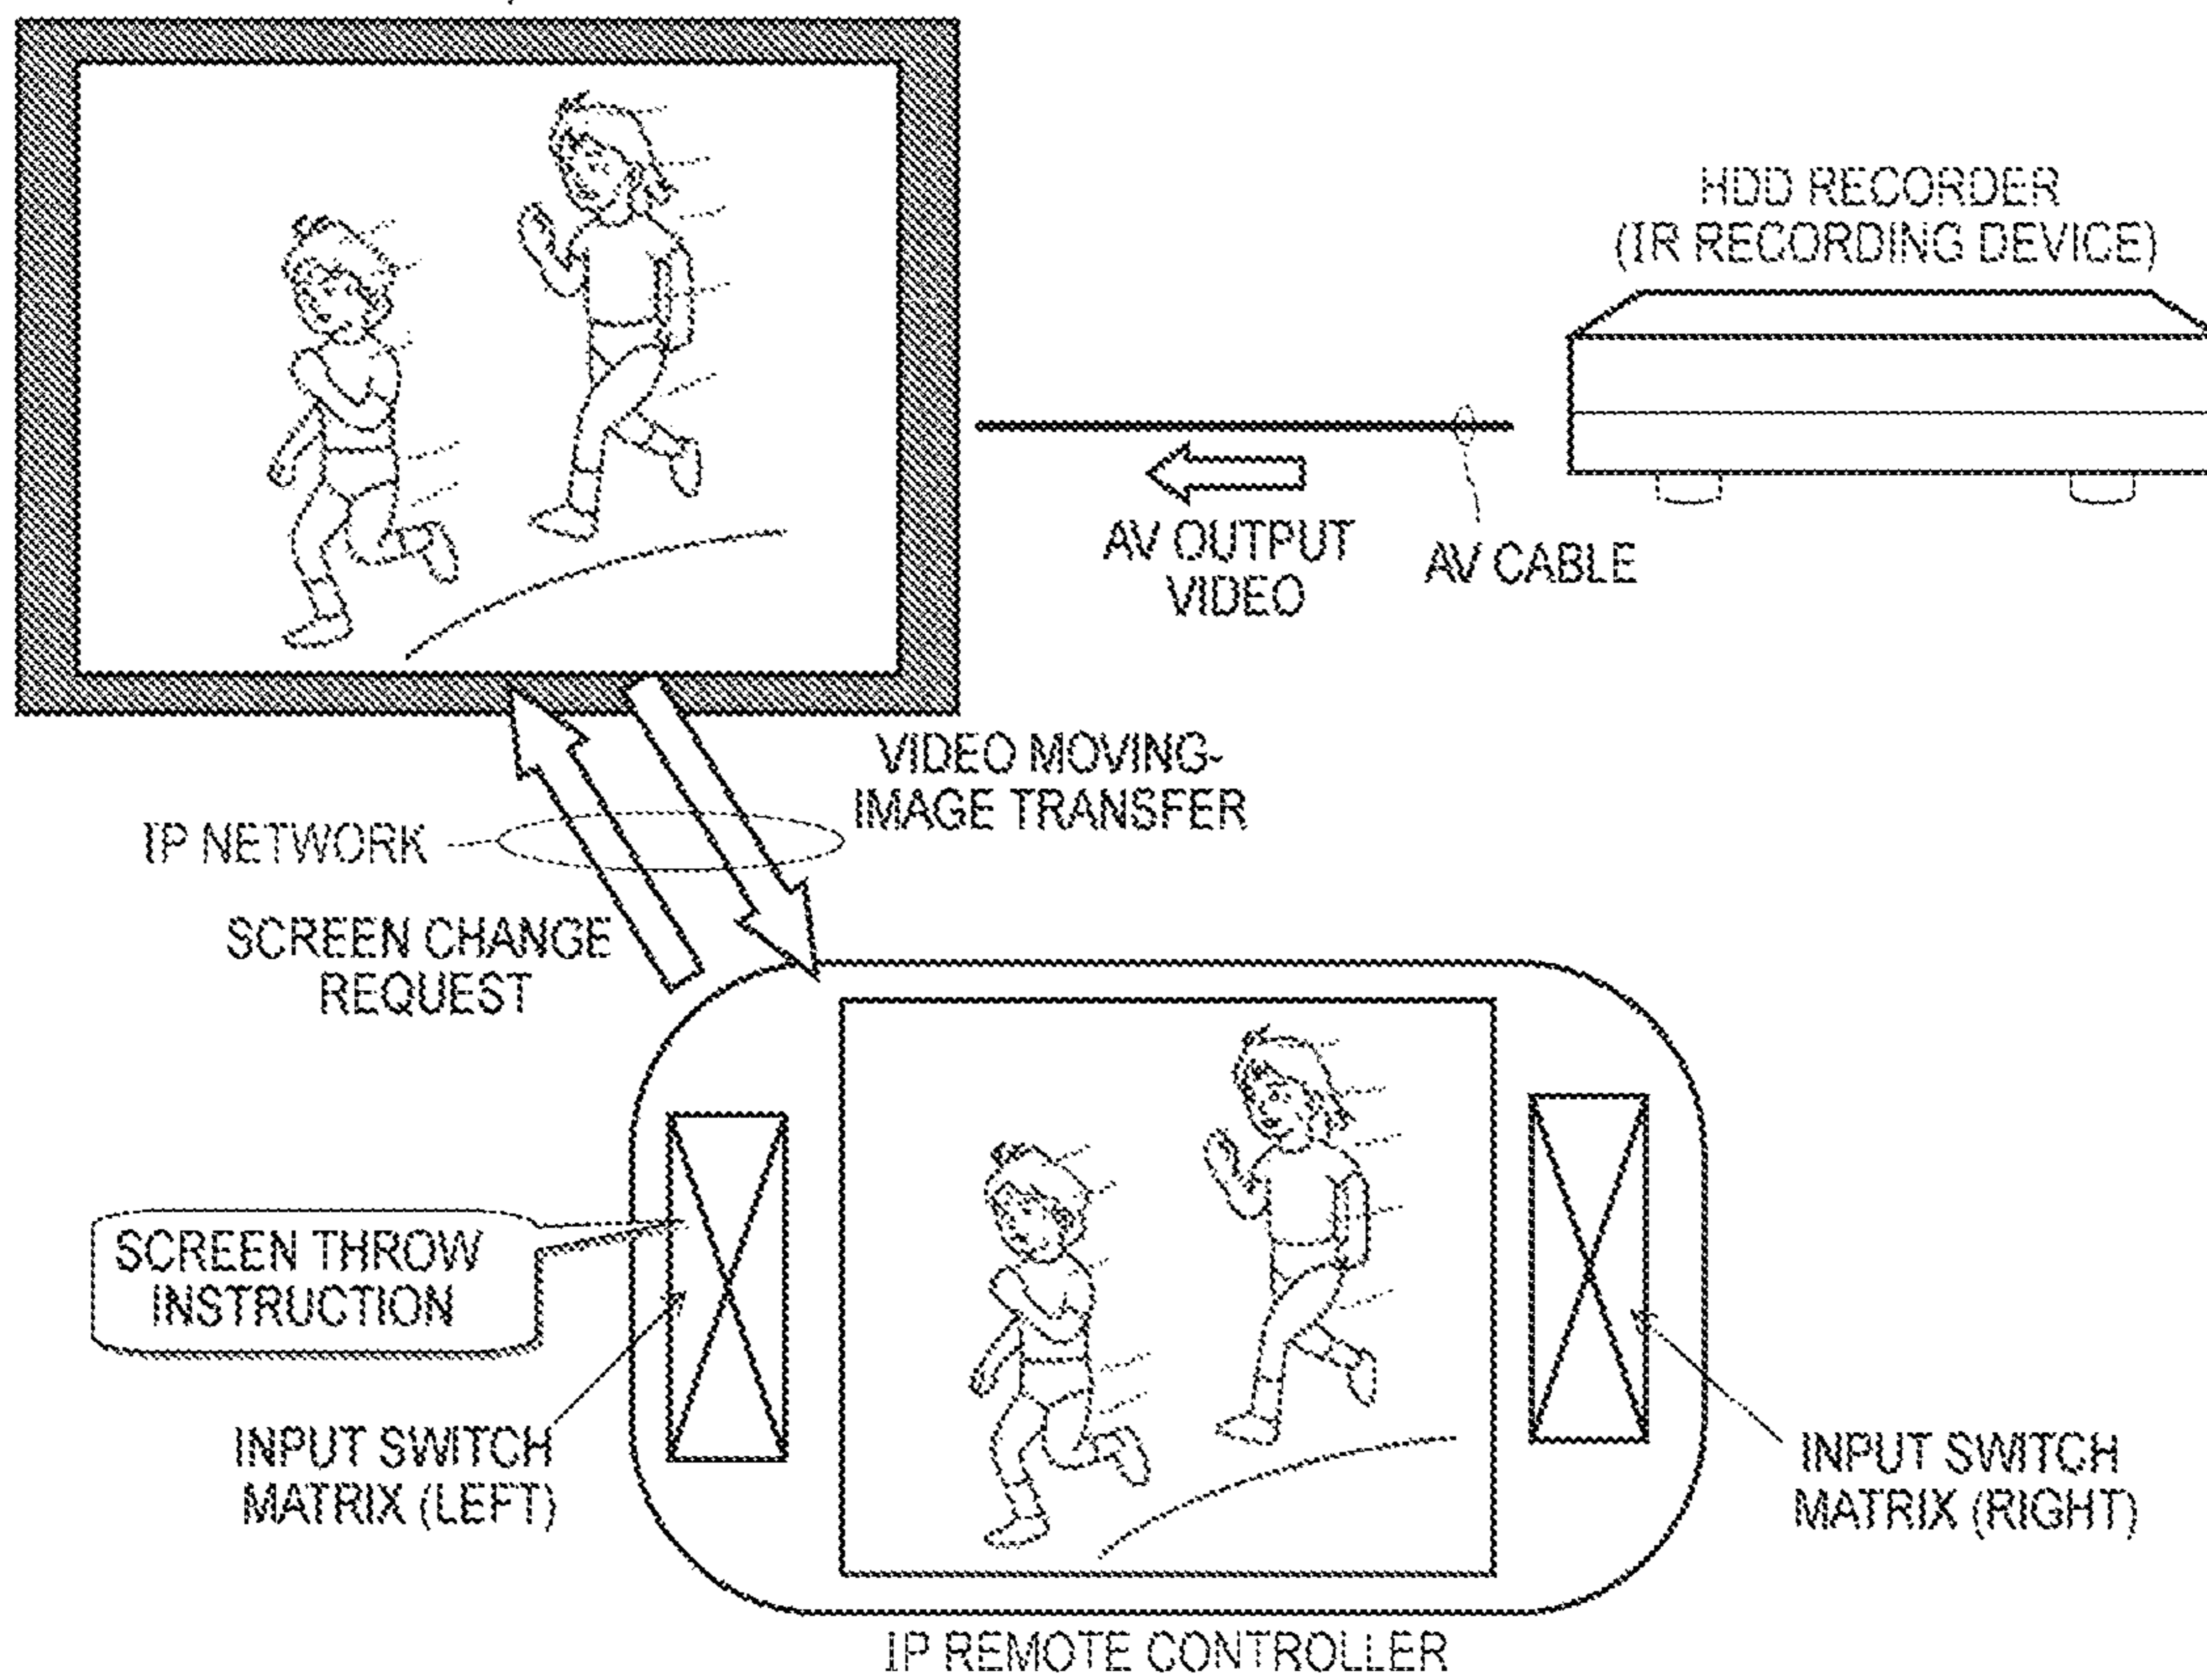 HDD RECORDER
(IR RECORDING DEVICE)
AV OUTPUT
VIDEO
AV CABLE
VIDEO MOVING-
IMAGE TRANSFER
IP NETWORK
SCREEN CHANGE
REQUEST
SCREEN THROW
INSTRUCTION
INPUT SWITCH
MATRIX (LEFT)
INPUT SWITCH
MATRIX (RIGHT)
IP REMOTE CONTROLLER